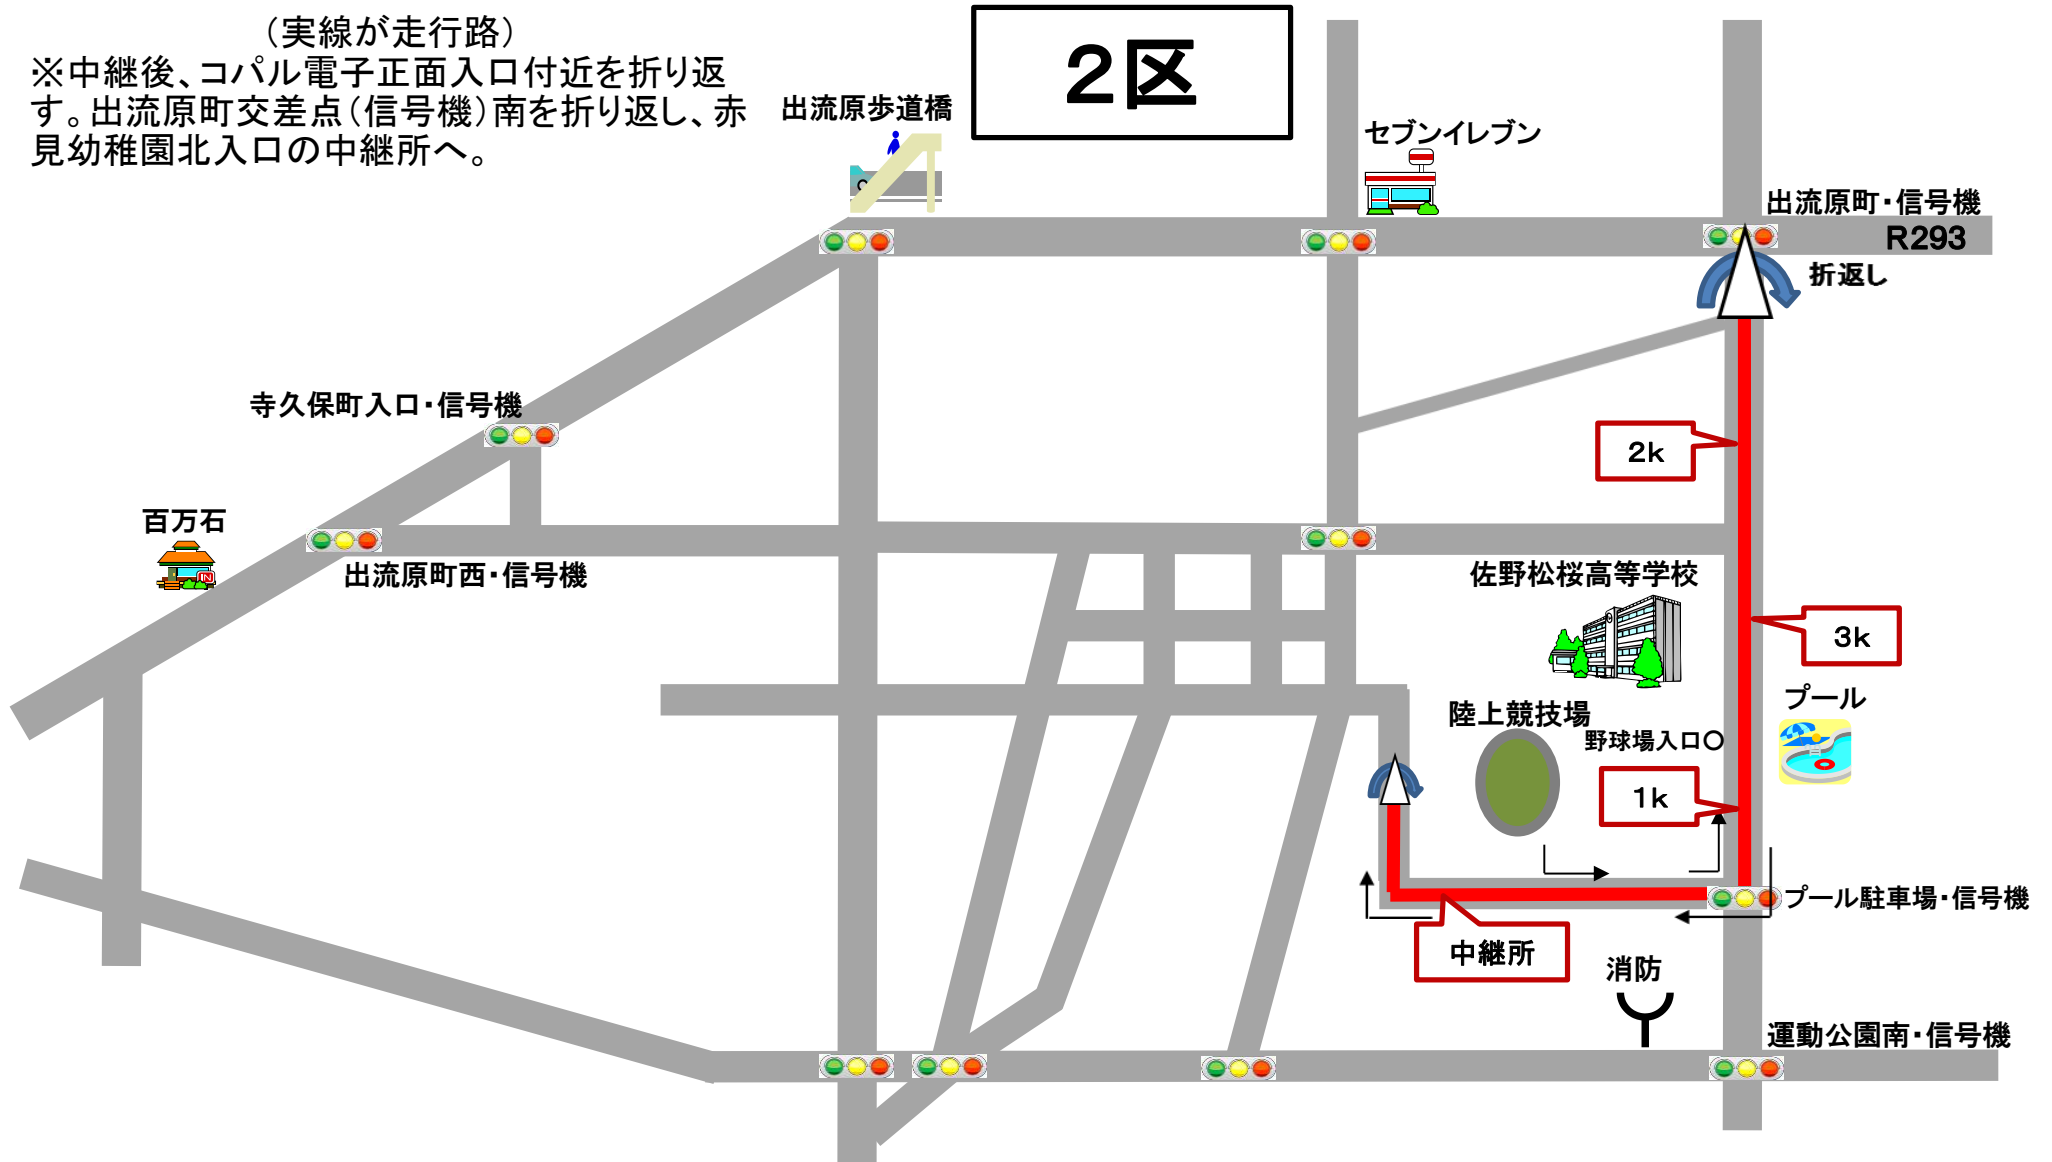 （実線が走行路）
※中継後、コパル電子正面入口付近を折り返
す。出流原町交差点（信号機）南を折り返し、赤
見幼稚園北入口の中継所へ。
２区
出流原歩道橋
セブンイレブン
出流原町・信号機
R293
折返し
寺久保町入口・信号機
2k
百万石
出流原町西・信号機
佐野松桜高等学校
3k
プール
陸上競技場
野球場入口〇
1k
プール駐車場・信号機
中継所
消防
運動公園南・信号機